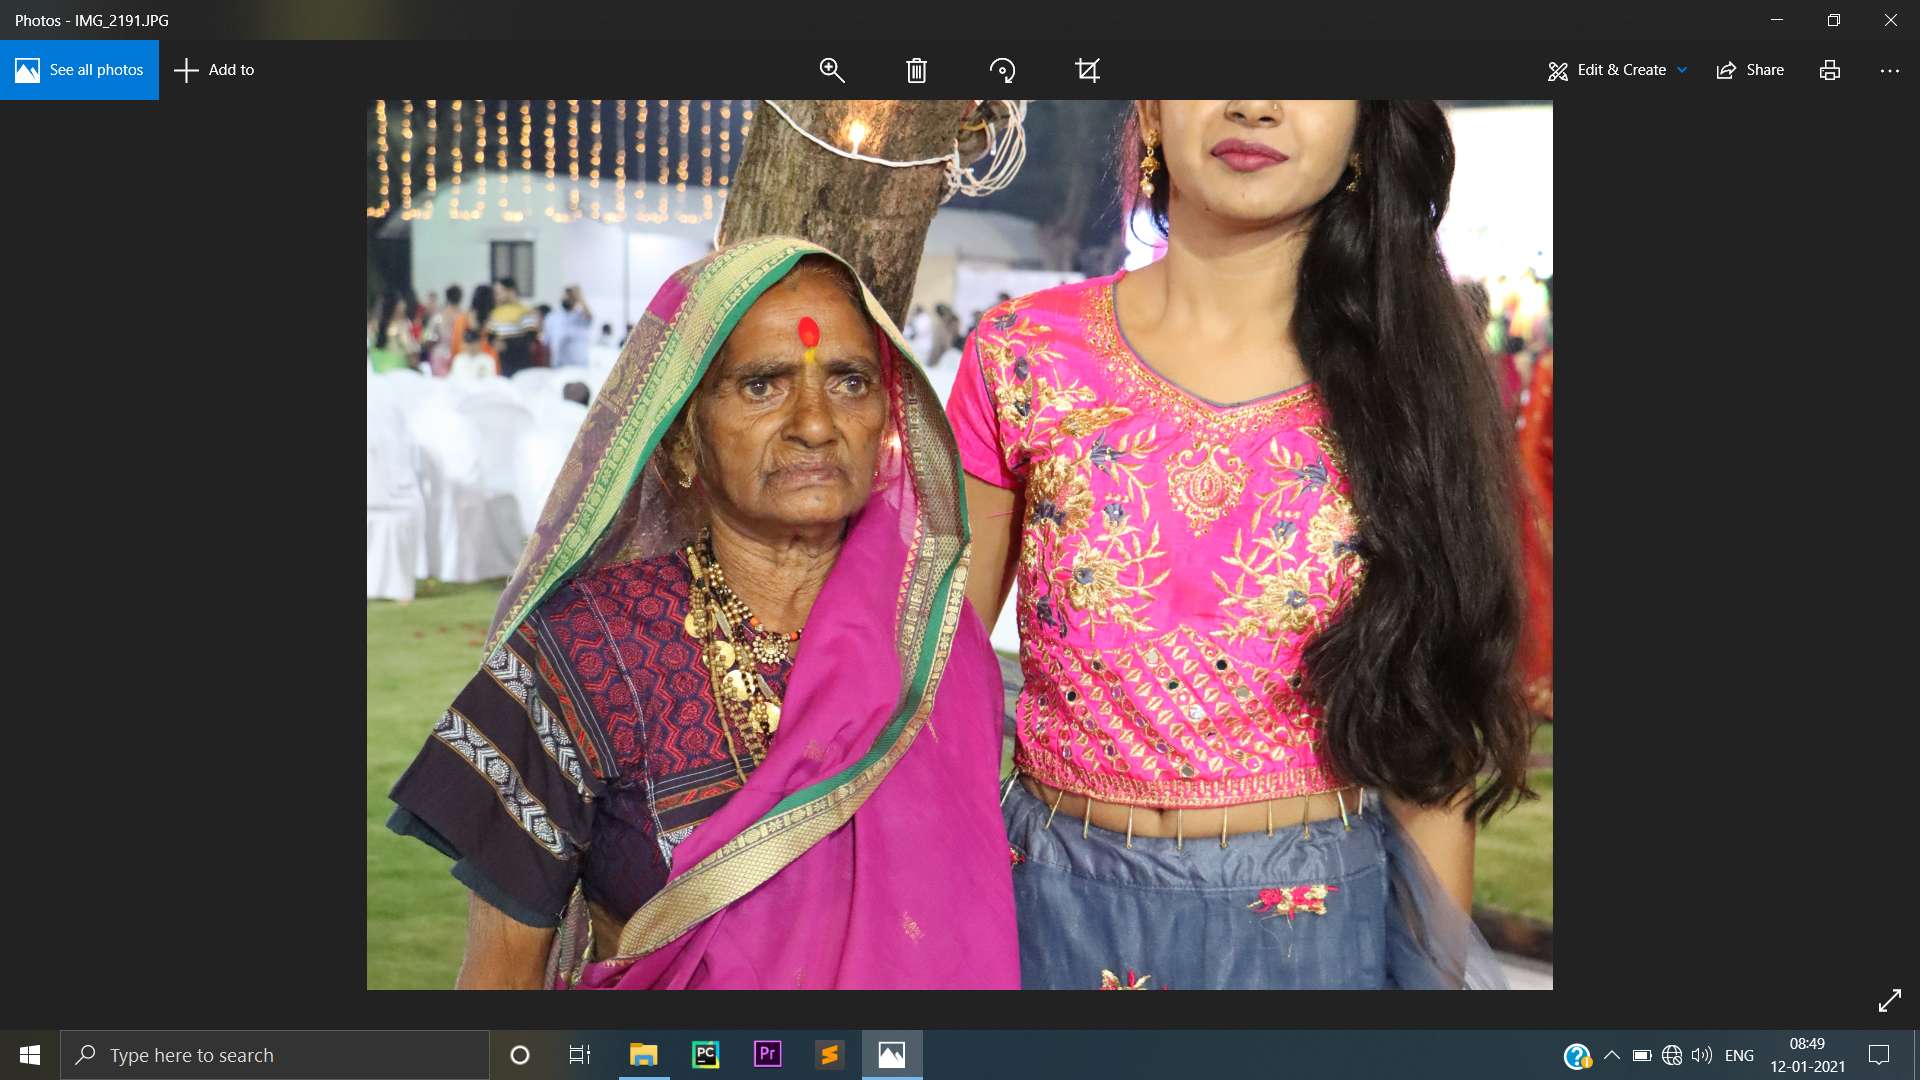 Photos - IMG_2191.JPG
See all photos
Add to
Edit & Create
Share
Type here to search
PC
Pr
ENG
08:49
12-01-2021